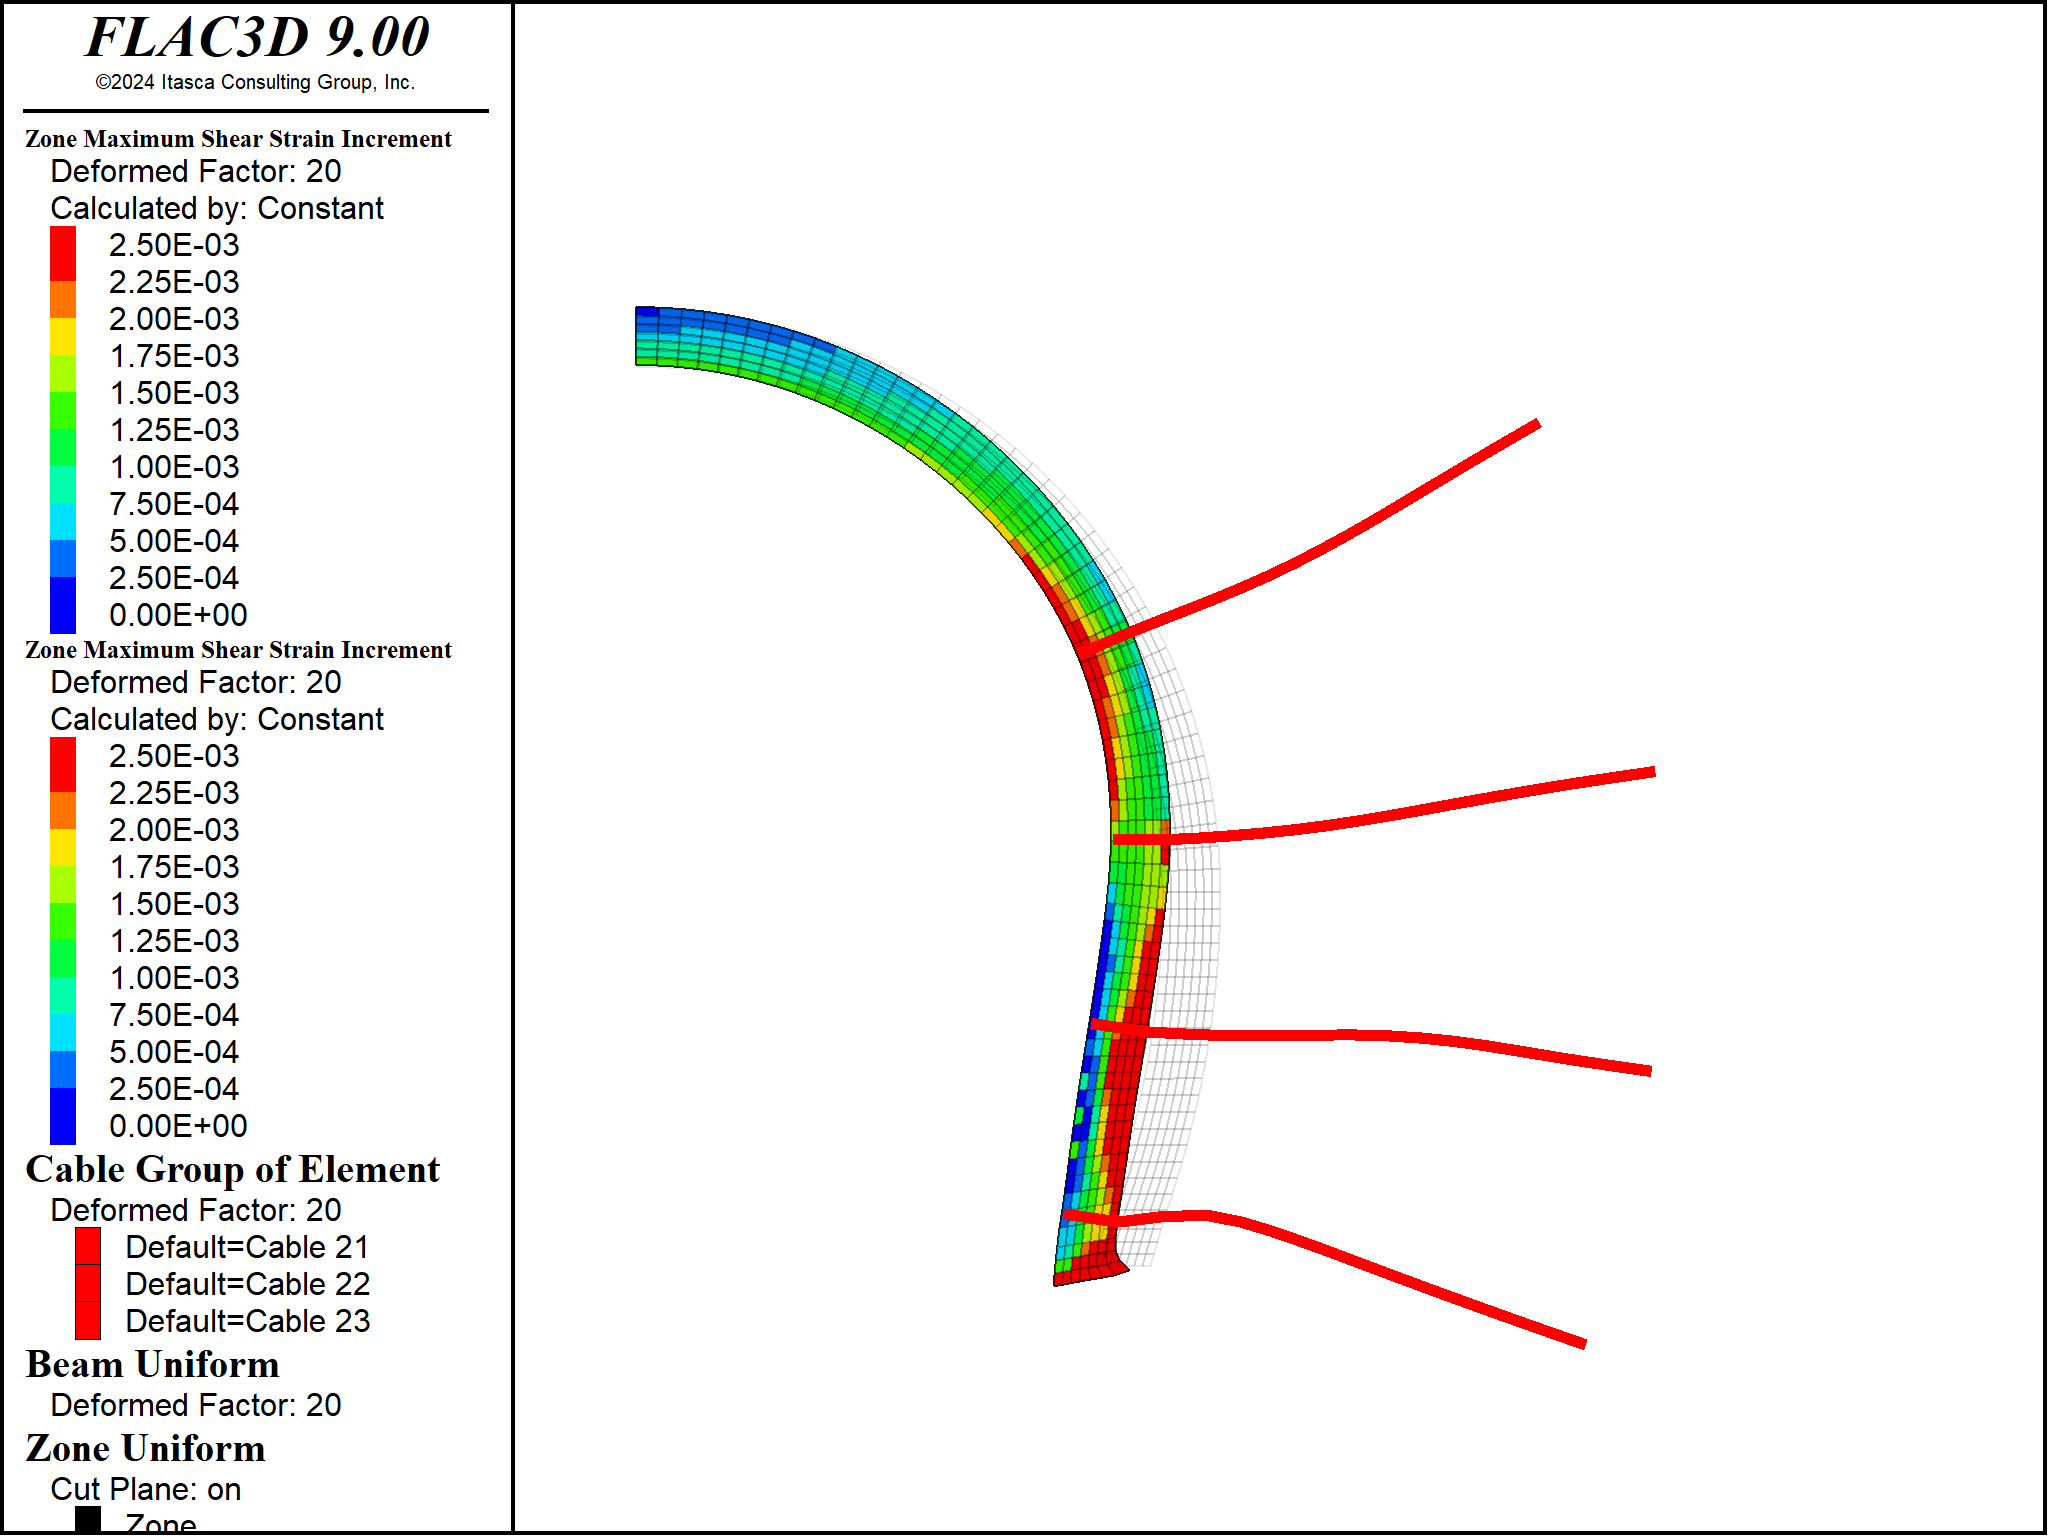 FLAC3D 9.00
©2024 Itasca Consulting Group, Inc.
Zone Maximum Shear Strain Increment
Deformed Factor: 20
Calculated by: Constant
2.50E-03
2.25E-03
2.00E-03
1.75E-03
1.50E-03
1.25E-03
1.00E-03
7.50E-04
5.00E-04
2.50E-04
0.00E+00
Zone Maximum Shear Strain Increment
Deformed Factor: 20
Calculated by: Constant
2.50E-03
2.25E-03
2.00E-03
1.75E-03
1.50E-03
1.25E-03
1.00E-03
7.50E-04
5.00E-04
2.50E-04
0.00E+00
Cable Group of Element
Deformed Factor: 20
Default=Cable 21
Default=Cable 22
Default=Cable 23
Beam Uniform
Deformed Factor: 20
Zone Uniform
Cut Plane: on
Zone